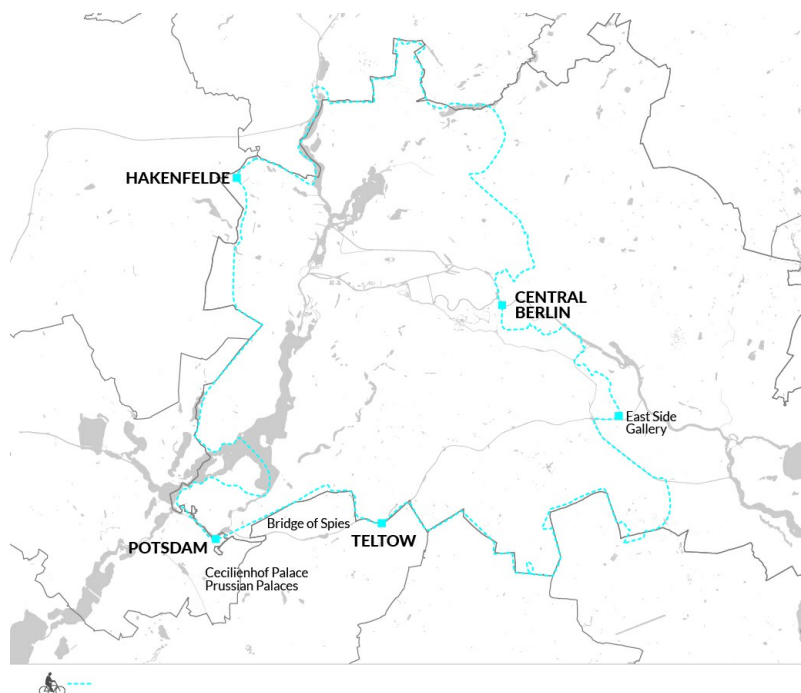 HAKENFELDE
CENTRAL
BERLIN
East Side
Gallery
Bridge of Spies
TELTOW
POTSDAM
Cecilienhof Palace
Prussian Palaces